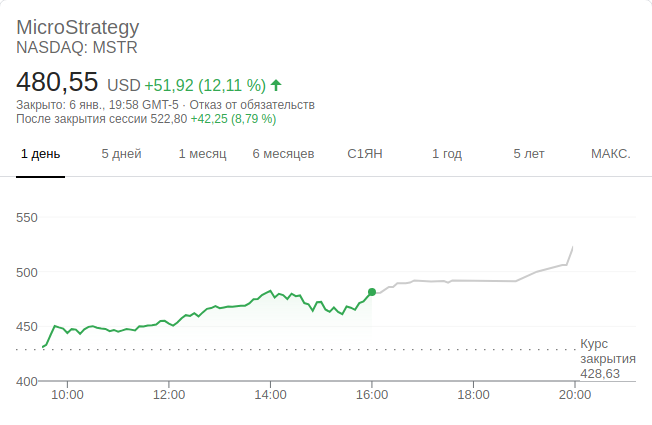 MicroStrategy
NASDAQ: MSTR
480,55 USD +51,92 (12,11 %)
Закрыто: 6 янв., 19:58 GMT-5 · Отказ от обязательств
После закрытия сессии 522,80 +42,25 (8,79 %)
1 день 5 дней 1 месяц 6 месяцев С1ЯН 1 год 5 лет МАКС.
550
500
450
Курс
закрытия
428,63
400
10:00 12:00 14:00 16:00 18:00 20:00